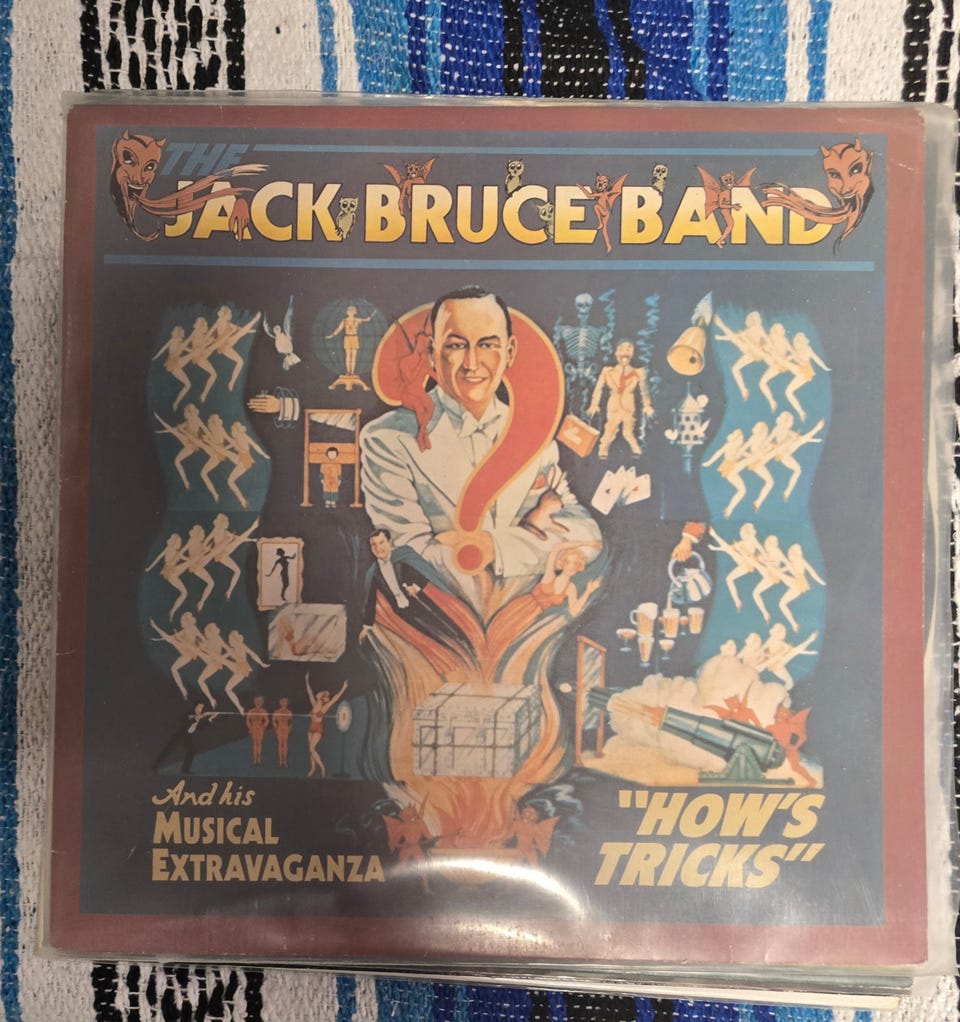 THE
JACK BRUCE BAND
And his
MUSICAL
EXTRAVAGANZA
"HOW'S
TRICKS"